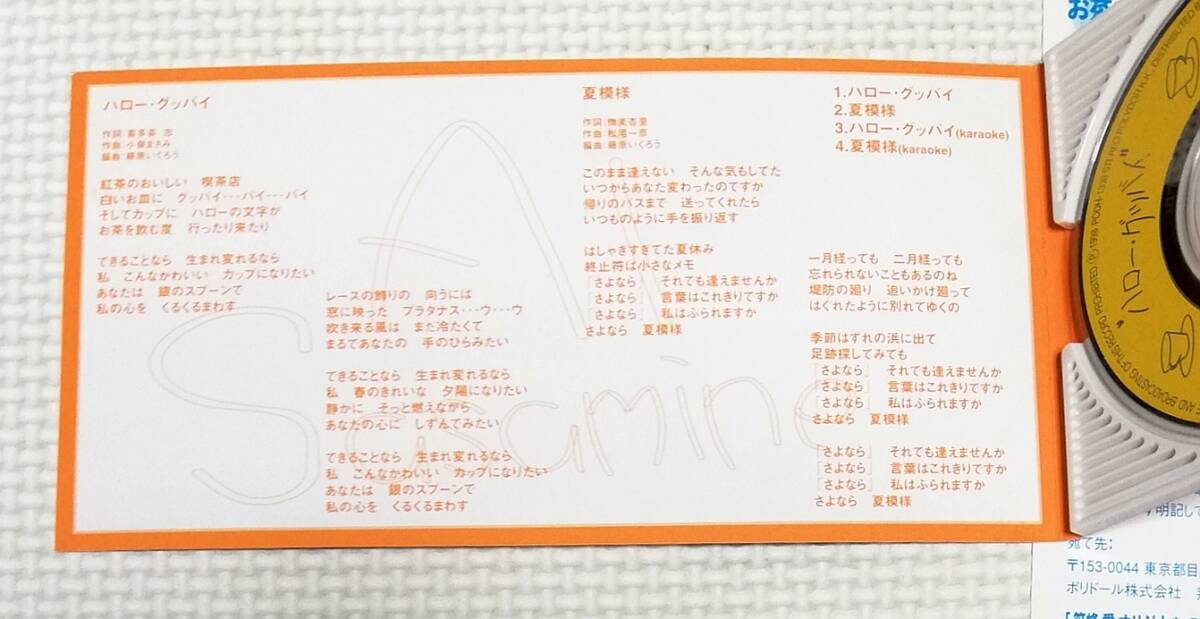 ハロー・グッバイ
作詞:喜多条 忠
作曲:小泉まさみ
編曲:藤原いくろう
紅茶のおいしい 喫茶店
白いお皿に グッバイ・・・バイ・・・バイ
そしてカップに ハローの文字が
お茶を飲む度 行ったり来たり
できることなら 生まれ変れるなら
私 こんなかわいい カップになりたい
あなたは 銀のスプーンで
私の心を くるくるまわす
レースの飾りの 向うには
窓に映った プラタナス・・・ウ・・・ウ
吹き来る風は まだ冷たくて
まるであなたの 手のひらみたい
できることなら 生まれ変れるなら
私 春のきれいな 夕陽になりたい
静かに そっと燃えながら
あなたの心に しずんでみたい
できることなら 生まれ変れるなら
私 こんなかわいい カップになりたい
あなたは 銀のスプーンで
私の心を くるくるまわす
夏模様
作詞:惣美杏里
作曲:松尾一彦
編曲:藤原いくろう
このまま逢えない そんな気もしてた
いつからあなた変わったのですか
帰りのバスまで 送ってくれたら
いつものように手を振り返す
はしゃぎすぎてた夏休み
終止符は小さなメモ
「さよなら」 それでも逢えませんか
「さよなら」 言葉はこれきりですか
「さよなら」 私はふられますか
さよなら 夏模様
一月経っても 二月経っても
忘れられないこともあるのね
堤防の廻り 追いかけ廻って
はぐれたように別れてゆくの
季節はずれの浜に出て
足跡探してみても
「さよなら」 それでも逢えませんか
「さよなら」 言葉はこれきりですか
「さよなら」 私はふられますか
さよなら 夏模様
「さよなら」 それでも逢えませんか
「さよなら」 言葉はこれきりですか
「さよなら」 私はふられますか
さよなら 夏模様
1.ハロー・グッバイ
2.夏模様
3.ハロー・グッバイ(karaoke)
4.夏模様(karaoke)
Ai
Sasamine
ハロー・グッバイ
明記して
宛て先:
〒153-0044 東京都目
ポリドール株式会社